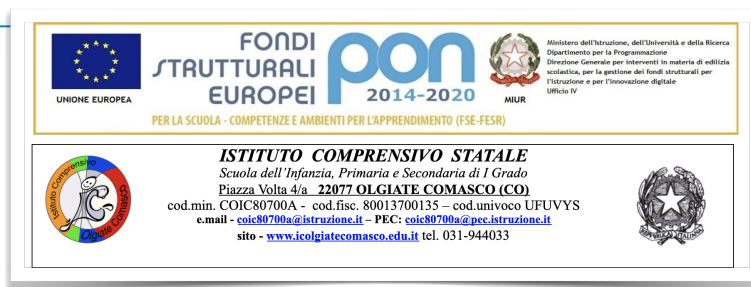 FONDI
STRUTTURALI
EUROPEI
pon
2014-2020
UNIONE EUROPEA
MIUR
Ministero dell'Istruzione, dell'Università e della Ricerca
Dipartimento per la Programmazione
Direzione Generale per interventi in materia di edilizia
scolastica, per la gestione dei fondi strutturali per
l'istruzione e per l'innovazione digitale
Ufficio IV
PER LA SCUOLA - COMPETENZE E AMBIENTI PER L'APPRENDIMENTO (FSE-FESR)
Istituto Comprensivo
Olgiate Comasco
ISTITUTO COMPRENSIVO STATALE
Scuola dell'Infanzia, Primaria e Secondaria di I Grado
Piazza Volta 4/a 22077 OLGIATE COMASCO (CO)
cod.min. COIC80700A - cod.fisc. 80013700135 – cod.univoco UFUVYS
e.mail - coic80700a@istruzione.it – PEC: coic80700a@pec.istruzione.it
sito - www.icolgiatecomasco.edu.it tel. 031-944033